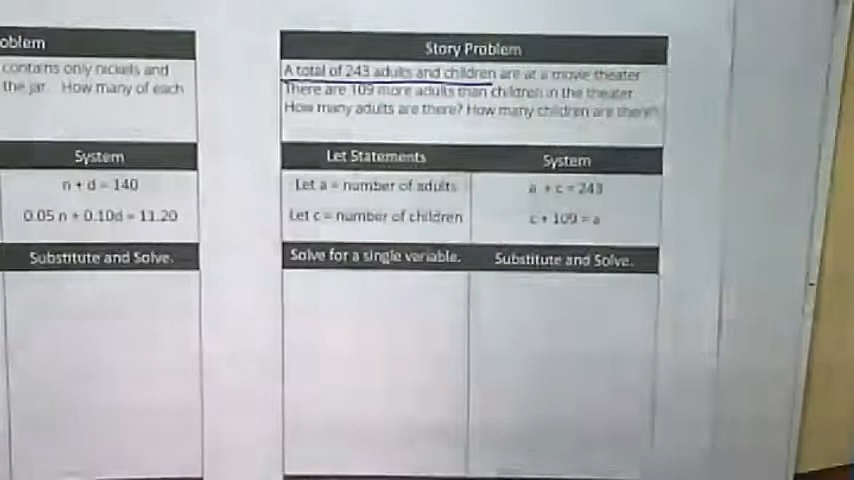 oblem
contains only nickels and
the jar. How many of each
System
n + d = 140
0.05 n + 0.10d = 11.20
Substitute and Solve.
Story Problem
A total of 243 adults and children are at a movie theater
There are 109 more adults than children in the theater
How many adults are there? How many children are there?
Let Statements
System
Let a = number of adults
a + c = 243
Let c = number of children
c + 109 = a
Solve for a single variable.
Substitute and Solve.